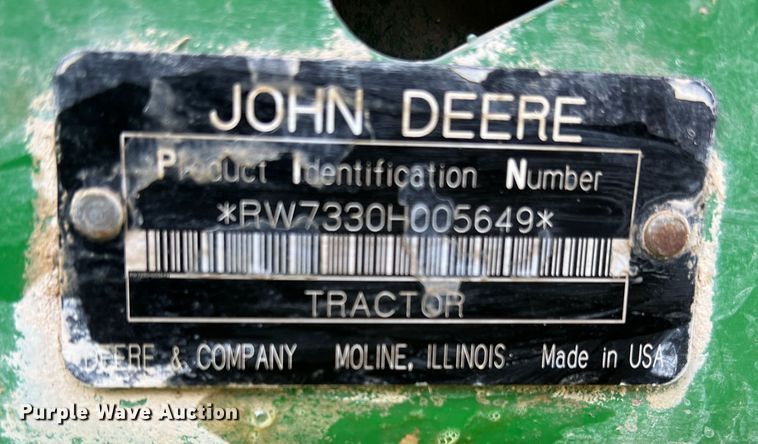 JOHN DEERE
Product Identification Number
*RW7330H005649*
TRACTOR
DEERE & COMPANY MOLINE, ILLINOIS Made in USA
Purple Wave Auction